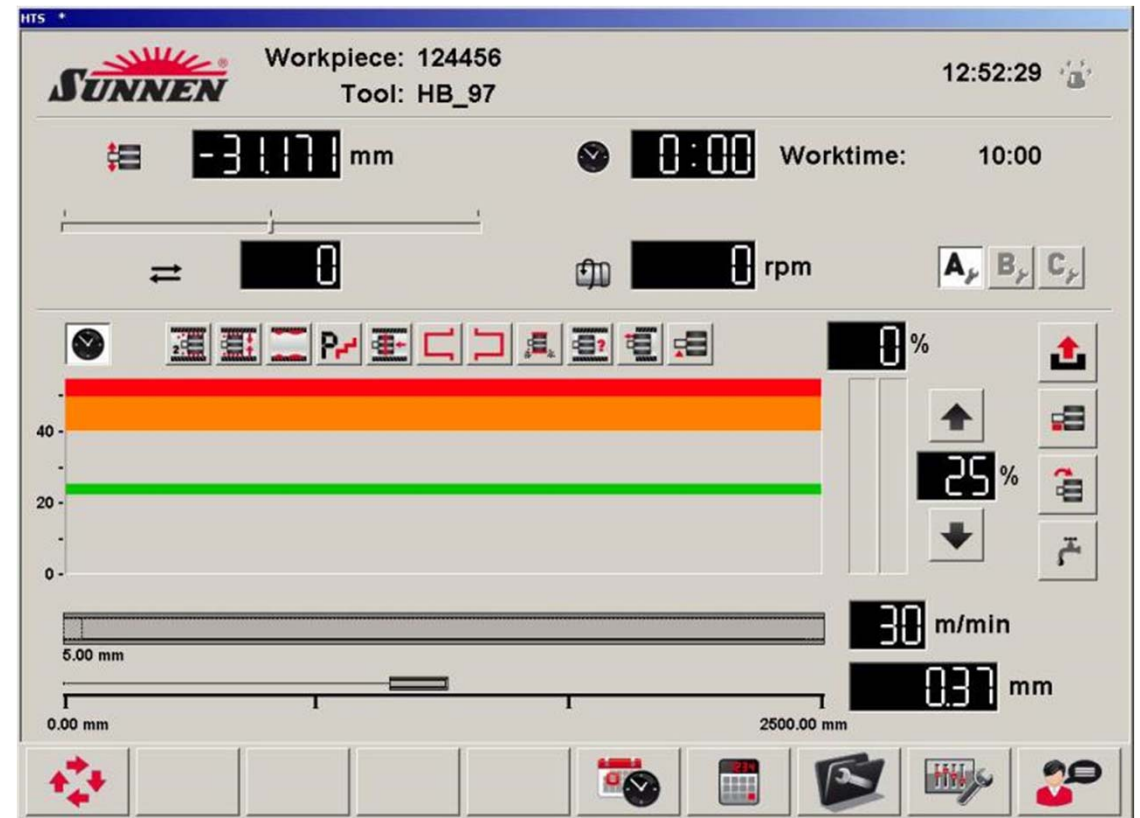 HTS *
SUNNEN®
Workpiece: 124456
Tool: HB_97
12:52:29
-31.171 mm
0:00 Worktime: 10:00
0
0 rpm
A B C
2
P
?
0 %
40 -
20 -
0 -
25 %
5.00 mm
30 m/min
0.37 mm
0.00 mm
2500.00 mm
1234